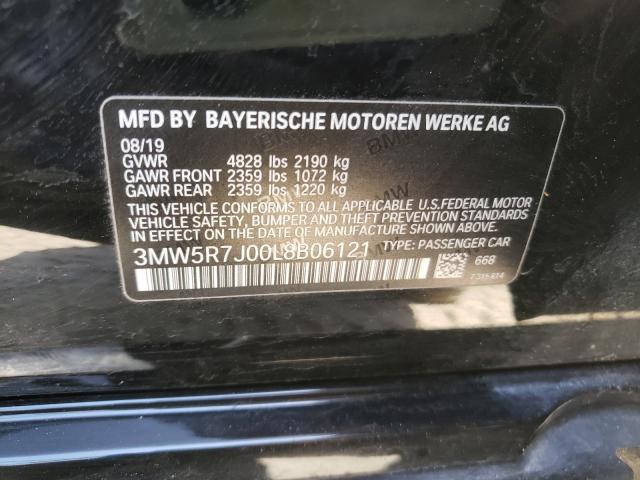 MFD BY BAYERISCHE MOTOREN WERKE AG
08/19
GVWR 4828 lbs 2190 kg
GAWR FRONT 2359 lbs 1072 kg
GAWR REAR 2359 lbs 1220 kg
THIS VEHICLE CONFORMS TO ALL APPLICABLE U.S.FEDERAL MOTOR
VEHICLE SAFETY, BUMPER AND THEFT PREVENTION STANDARDS
IN EFFECT ON THE DATE OF MANUFACTURE SHOWN ABOVE.
3MW5R7J00L8B06121 TYPE: PASSENGER CAR
668